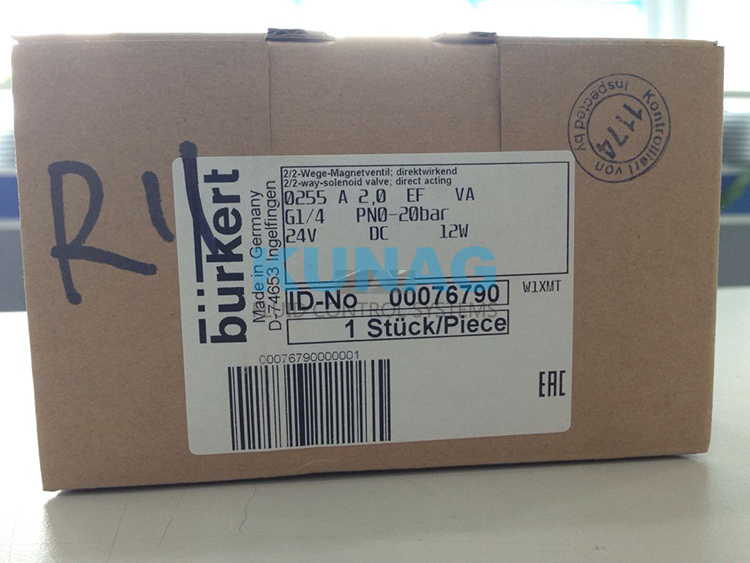 R11
Kontrolliert von
Inspected by
1174
bürkert
Made in Germany
D-74653 Ingelfingen
2/2-Wege-Magnetventil; direktwirkend
2/2-way-solenoid valve; direct acting
0255 A 2,0 EF VA
G1/4 PN0-20bar
24V DC 12W
KUNAG
FLUID CONTROL SYSTEMS
ID-No 00076790
W1XMT
1 Stück/Piece
00076790000001
EAC